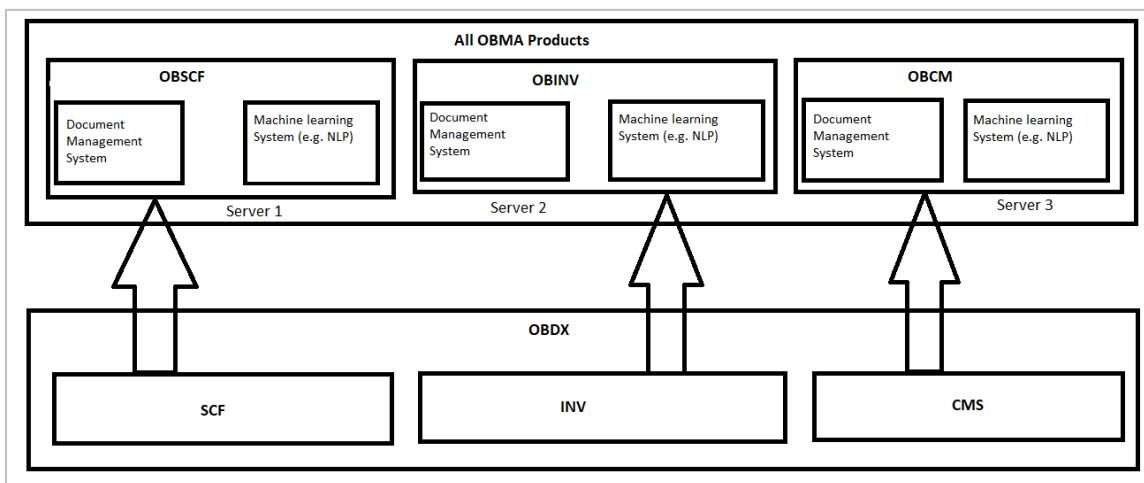 All OBMA Products
OBSCF
Document
Management
System
Machine learning
System (e.g. NLP)
Server 1
OBINV
Document
Management
System
Machine learning
System (e.g. NLP)
Server 2
OBCM
Document
Management
System
Machine learning
System (e.g. NLP)
Server 3
OBDX
SCF
INV
CMS